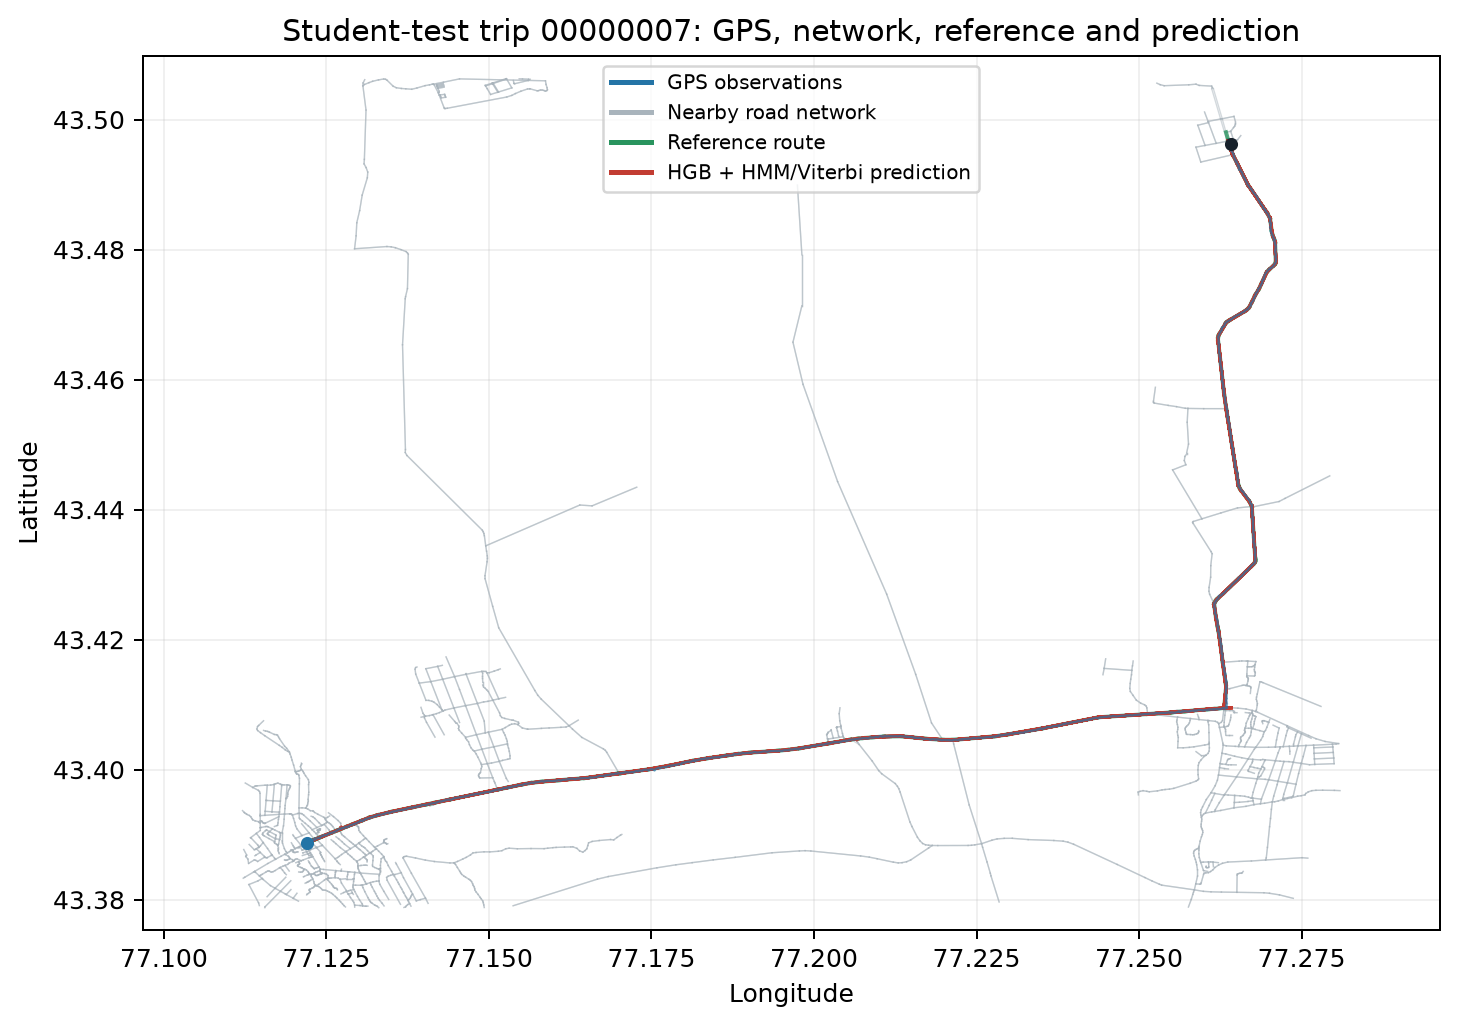 Student-test trip 00000007: GPS, network, reference and prediction
GPS observations
Nearby road network
Reference route
HGB + HMM/Viterbi prediction
43.50
43.48
43.46
43.44
43.42
43.40
43.38
Latitude
77.100 77.125 77.150 77.175 77.200 77.225 77.250 77.275
Longitude